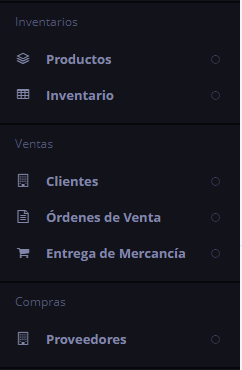 Inventarios
Productos
Inventario
Ventas
Clientes
Órdenes de Venta
Entrega de Mercancía
Compras
Proveedores